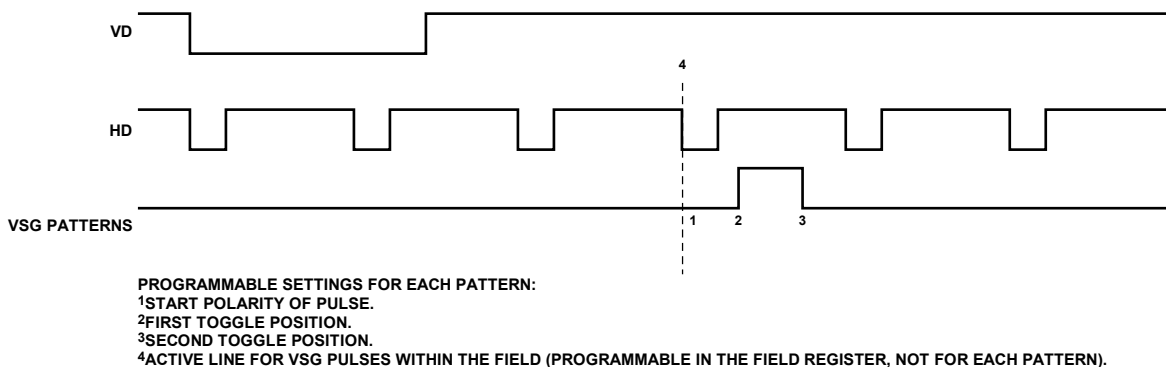 VD
4
HD
VSG PATTERNS
1 2 3
PROGRAMMABLE SETTINGS FOR EACH PATTERN:
1START POLARITY OF PULSE.
2FIRST TOGGLE POSITION.
3SECOND TOGGLE POSITION.
4ACTIVE LINE FOR VSG PULSES WITHIN THE FIELD (PROGRAMMABLE IN THE FIELD REGISTER, NOT FOR EACH PATTERN).